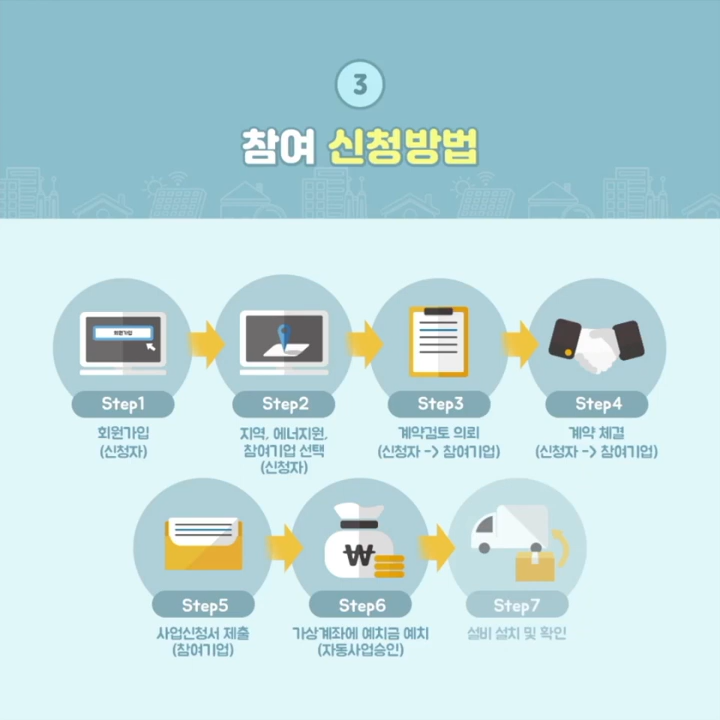 3
참여 신청방법
회원가입
Step1
회원가입
(신청자)
Step2
지역, 에너지원,
참여기업 선택
(신청자)
Step3
계약검토 의뢰
(신청자 -> 참여기업)
Step4
계약 체결
(신청자 -> 참여기업)
₩
Step5
사업신청서 제출
(참여기업)
Step6
가상계좌에 예치금 예치
(자동사업승인)
Step7
설비 설치 및 확인